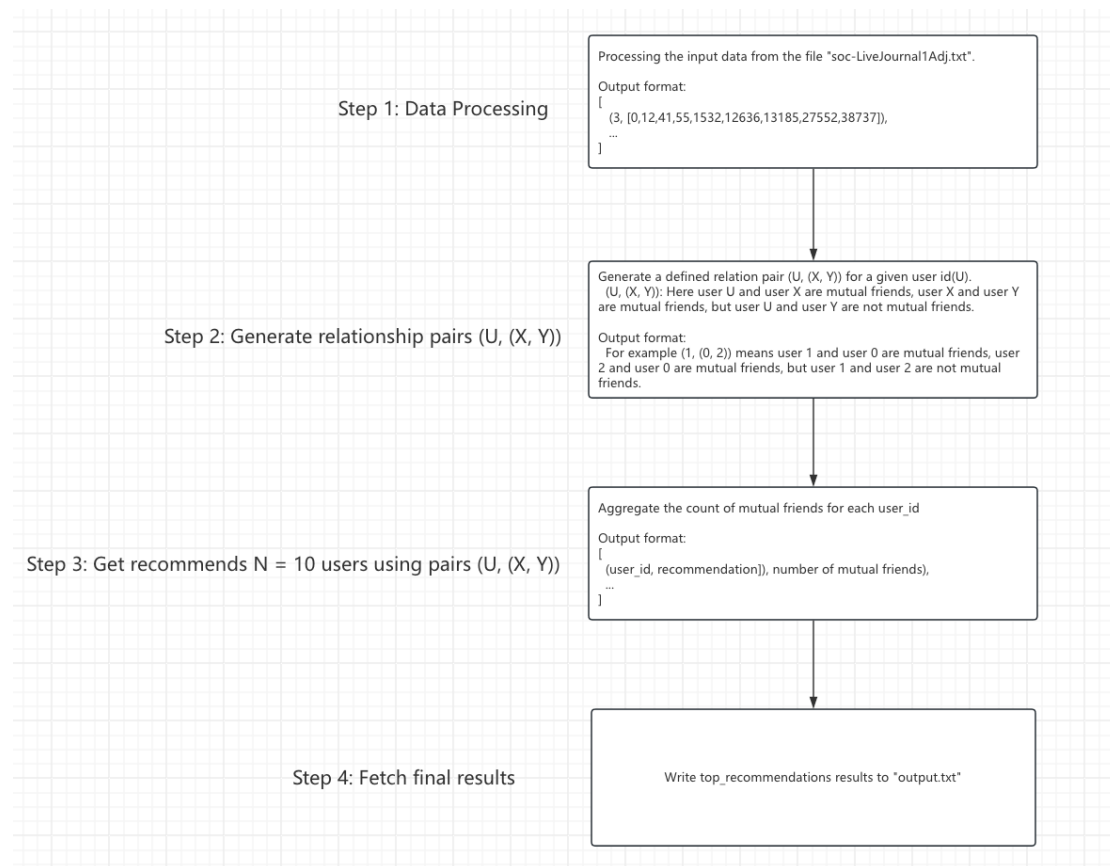 Step 1: Data Processing
Processing the input data from the file "soc-LiveJournal1Adj.txt".
Output format:
[
(3, [0,12,41,55,1532,12636,13185,27552,38737]),
...
]
Step 2: Generate relationship pairs (U, (X, Y))
Generate a defined relation pair (U, (X, Y)) for a given user id(U).
(U, (X, Y)): Here user U and user X are mutual friends, user X and user Y
are mutual friends, but user U and user Y are not mutual friends.
Output format:
For example (1, (0, 2)) means user 1 and user 0 are mutual friends, user
2 and user 0 are mutual friends, but user 1 and user 2 are not mutual
friends.
Step 3: Get recommends N = 10 users using pairs (U, (X, Y))
Aggregate the count of mutual friends for each user_id
Output format:
[
(user_id, recommendation]), number of mutual friends),
...
]
Step 4: Fetch final results
Write top_recommendations results to "output.txt"